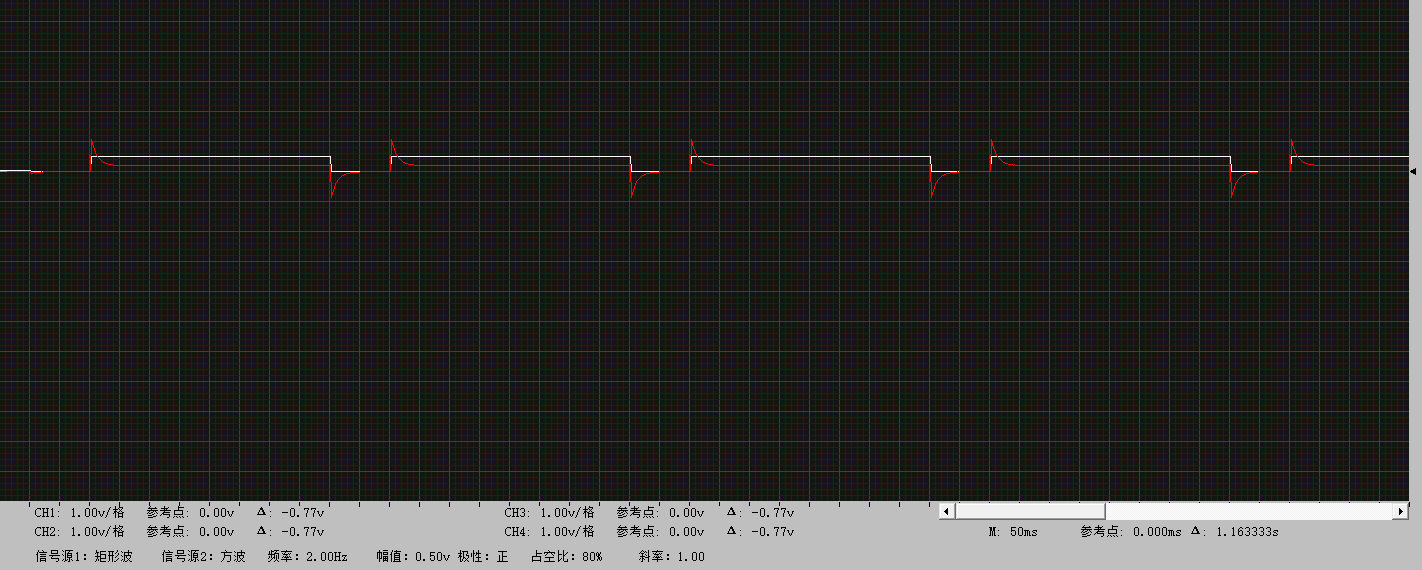 CH1: 1.00v/格 参考点: 0.00v Δ: -0.77v CH3: 1.00v/格 参考点: 0.00v Δ: -0.77v
CH2: 1.00v/格 参考点: 0.00v Δ: -0.77v CH4: 1.00v/格 参考点: 0.00v Δ: -0.77v M: 50ms 参考点: 0.000ms Δ: 1.163333s
信号源1: 矩形波 信号源2: 方波 频率: 2.00Hz 幅值: 0.50v 极性: 正 占空比: 80% 斜率: 1.00